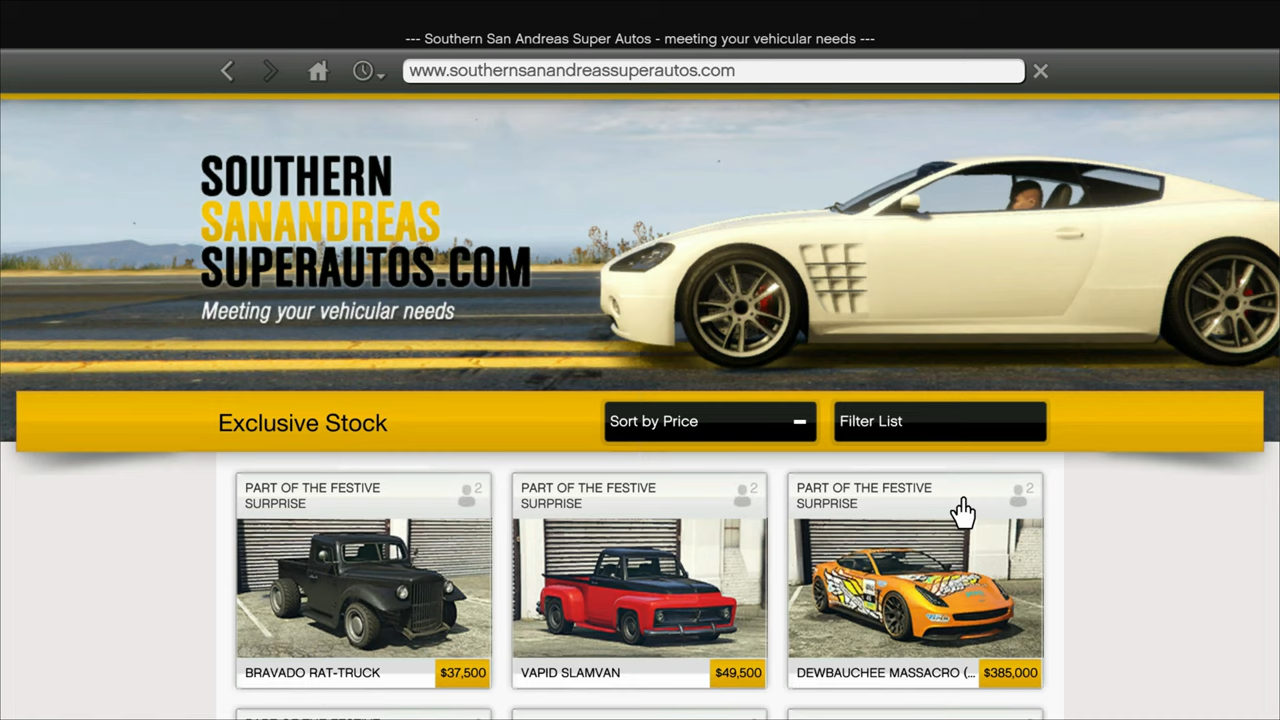 --- Southern San Andreas Super Autos - meeting your vehicular needs ---
www.southernsanandreassuperautos.com
SOUTHERN
SANANDREAS
SUPERAUTOS.COM
Meeting your vehicular needs
Exclusive Stock
Sort by Price
Filter List
PART OF THE FESTIVE
SURPRISE
2
PART OF THE FESTIVE
SURPRISE
2
PART OF THE FESTIVE
SURPRISE
2
BRAVADO RAT-TRUCK
$37,500
VAPID SLAMVAN
$49,500
DEWBAUCHEE MASSACRO (...
$385,000